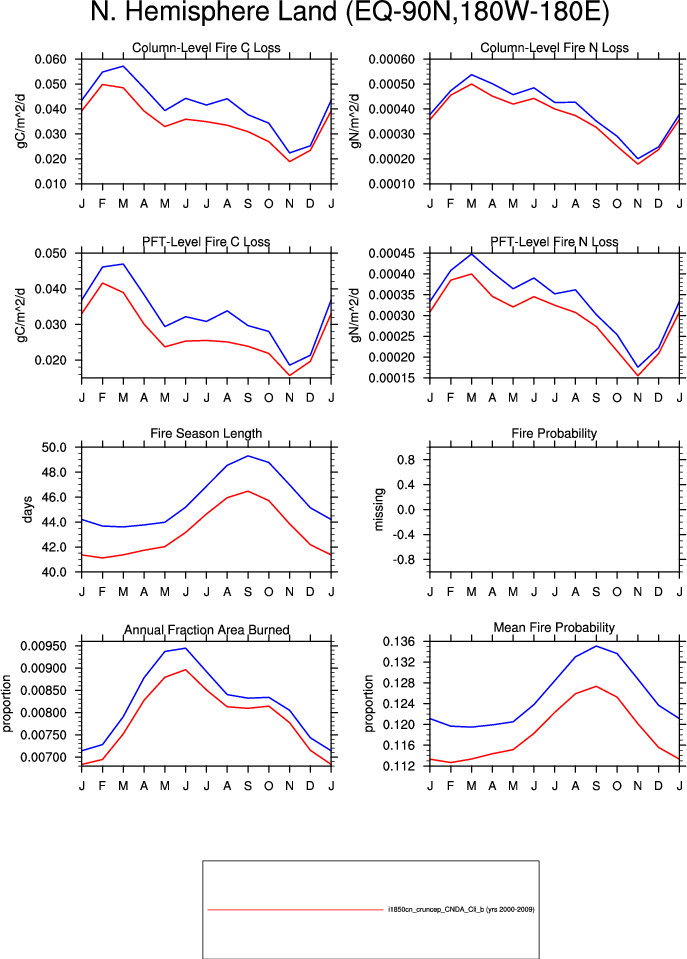 N. Hemisphere Land (EQ-90N,180W-180E)
Column-Level Fire C Loss
gC/m^2/d
0.060
0.050
0.040
0.030
0.020
0.010
J F M A M J J A S O N D J
Column-Level Fire N Loss
gN/m^2/d
0.00060
0.00050
0.00040
0.00030
0.00020
0.00010
J F M A M J J A S O N D J
PFT-Level Fire C Loss
gC/m^2/d
0.050
0.040
0.030
0.020
J F M A M J J A S O N D J
PFT-Level Fire N Loss
gN/m^2/d
0.00045
0.00040
0.00035
0.00030
0.00025
0.00020
0.00015
J F M A M J J A S O N D J
Fire Season Length
days
50.0
48.0
46.0
44.0
42.0
40.0
J F M A M J J A S O N D J
Fire Probability
missing
0.8
0.4
0.0
-0.4
-0.8
J F M A M J J A S O N D J
Annual Fraction Area Burned
proportion
0.00950
0.00900
0.00850
0.00800
0.00750
0.00700
J F M A M J J A S O N D J
Mean Fire Probability
proportion
0.136
0.132
0.128
0.124
0.120
0.116
0.112
J F M A M J J A S O N D J
i1850cn_cruncep_CNDA_Cli_b (yrs 2000-2009)